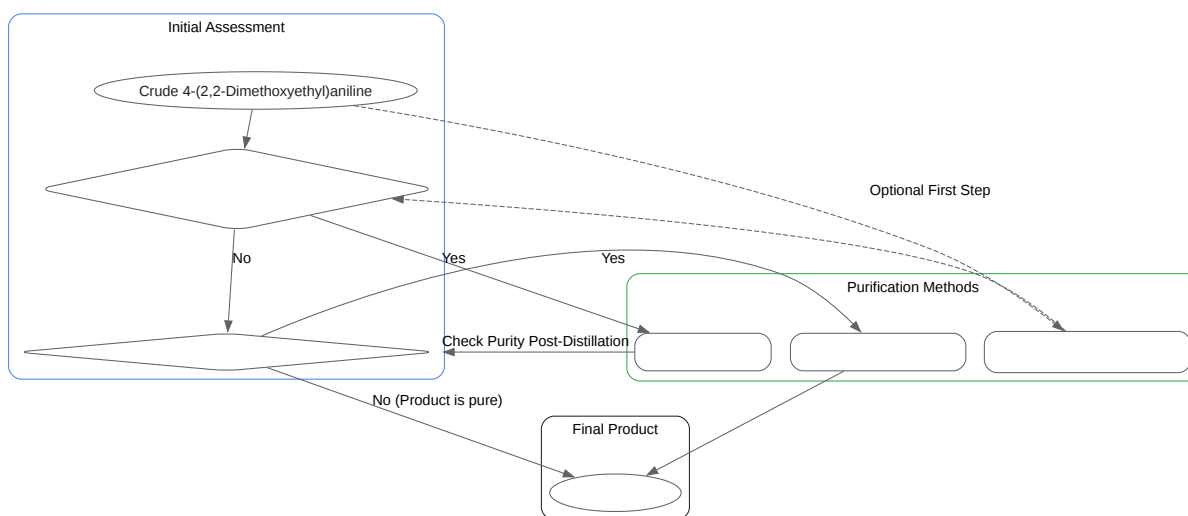 Initial Assessment
Crude 4-(2,2-Dimethoxyethyl)aniline
Optional First Step
No
Yes
Yes
Purification Methods
Check Purity Post-Distillation
No (Product is pure)
Final Product